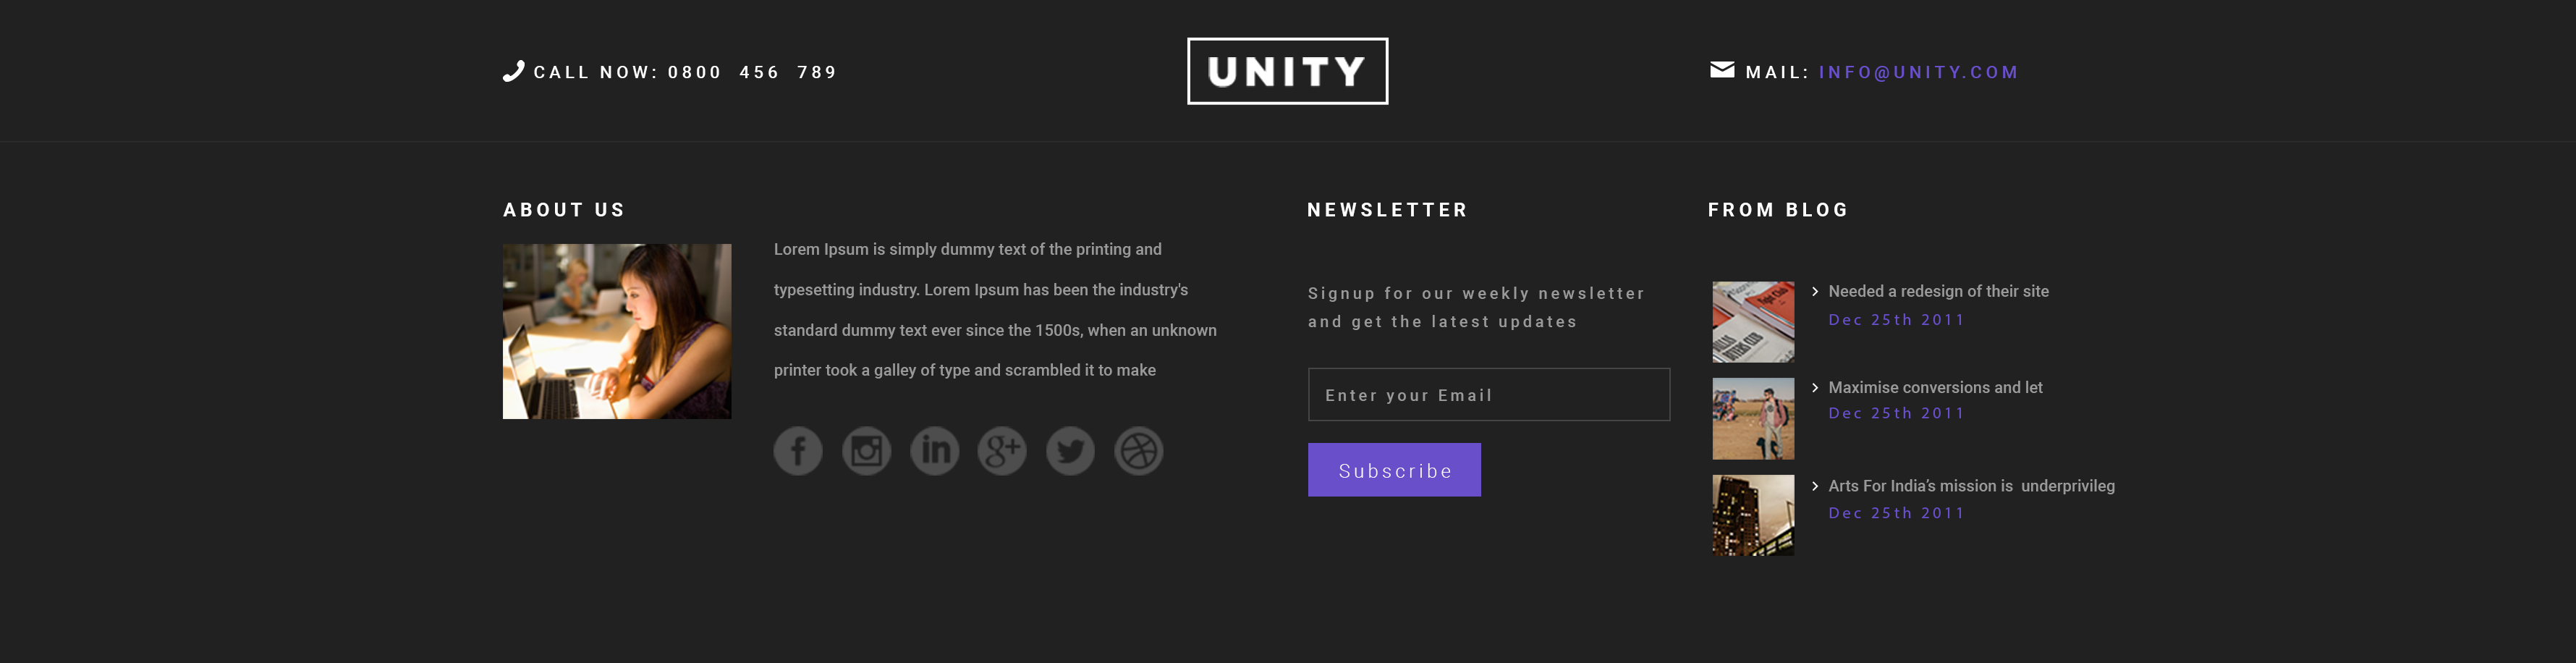 CALL NOW: 0800 456 789
UNITY
MAIL: INFO@UNITY.COM
ABOUT US
Lorem Ipsum is simply dummy text of the printing and
typesetting industry. Lorem Ipsum has been the industry's
standard dummy text ever since the 1500s, when an unknown
printer took a galley of type and scrambled it to make
f
in
g+
NEWSLETTER
Signup for our weekly newsletter
and get the latest updates
Enter your Email
Subscribe
FROM BLOG
Needed a redesign of their site
Dec 25th 2011
Maximise conversions and let
Dec 25th 2011
Arts For India’s mission is underprivileg
Dec 25th 2011